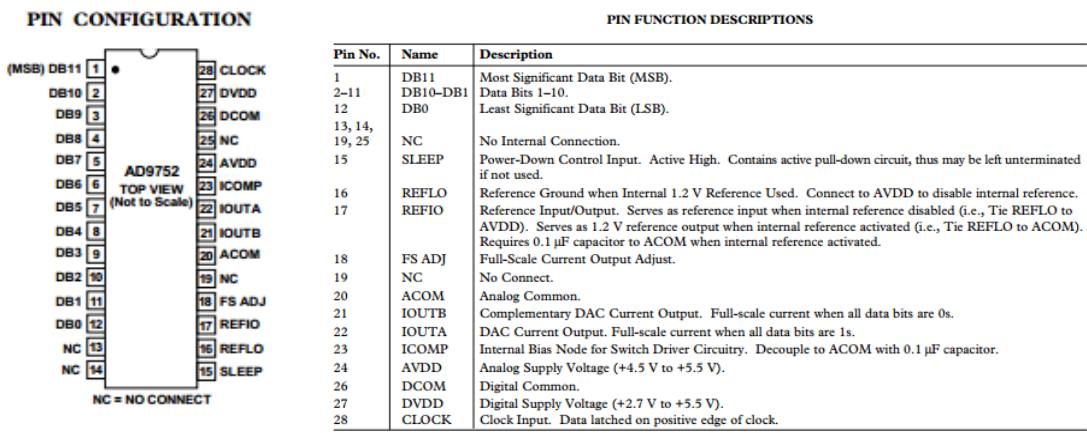 PIN CONFIGURATION
(MSB) DB11 1 28 CLOCK
DB10 2 27 DVDD
DB9 3 26 DCOM
DB8 4 25 NC
DB7 5 24 AVDD
AD9752
DB6 6 TOP VIEW 23 ICOMP
DB5 7 (Not to Scale) 22 IOUTA
DB4 8 21 IOUTB
DB3 9 20 ACOM
DB2 10 19 NC
DB1 11 18 FS ADJ
DB0 12 17 REFIO
NC 13 16 REFLO
NC 14 15 SLEEP
NC = NO CONNECT
PIN FUNCTION DESCRIPTIONS
Pin No. Name Description
1 DB11 Most Significant Data Bit (MSB).
2–11 DB10–DB1 Data Bits 1–10.
12 DB0 Least Significant Data Bit (LSB).
13, 14,
19, 25 NC No Internal Connection.
15 SLEEP Power-Down Control Input. Active High. Contains active pull-down circuit, thus may be left unterminated
if not used.
16 REFLO Reference Ground when Internal 1.2 V Reference Used. Connect to AVDD to disable internal reference.
17 REFIO Reference Input/Output. Serves as reference input when internal reference disabled (i.e., Tie REFLO to
AVDD). Serves as 1.2 V reference output when internal reference activated (i.e., Tie REFLO to ACOM).
Requires 0.1 µF capacitor to ACOM when internal reference activated.
18 FS ADJ Full-Scale Current Output Adjust.
19 NC No Connect.
20 ACOM Analog Common.
21 IOUTB Complementary DAC Current Output. Full-scale current when all data bits are 0s.
22 IOUTA DAC Current Output. Full-scale current when all data bits are 1s.
23 ICOMP Internal Bias Node for Switch Driver Circuitry. Decouple to ACOM with 0.1 µF capacitor.
24 AVDD Analog Supply Voltage (+4.5 V to +5.5 V).
26 DCOM Digital Common.
27 DVDD Digital Supply Voltage (+2.7 V to +5.5 V).
28 CLOCK Clock Input. Data latched on positive edge of clock.